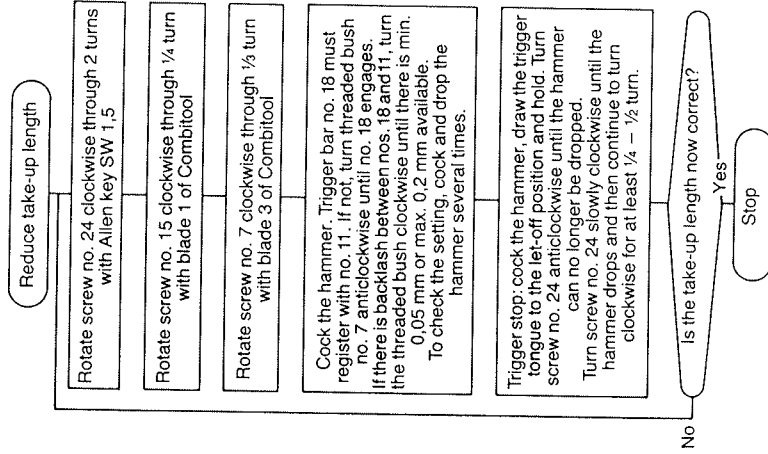 Reduce take-up length
Rotate screw no. 24 clockwise through 2 turns
with Allen key SW 1,5
Rotate screw no. 15 clockwise through ¼ turn
with blade 1 of Combitool
Rotate screw no. 7 clockwise through ⅓ turn
with blade 3 of Combitool
Cock the hammer. Trigger bar no. 18 must
register with no. 11. If not, turn threaded bush
no. 7 anticlockwise until no. 18 engages.
If there is backlash between nos. 18 and 11, turn
the threaded bush clockwise until there is min.
0,05 mm or max. 0,2 mm available.
To check the setting, cock and drop the
hammer several times.
Trigger stop: cock the hammer, draw the trigger
tongue to the let-off position and hold. Turn
screw no. 24 anticlockwise until the hammer
can no longer be dropped.
Turn screw no. 24 slowly clockwise until the
hammer drops and then continue to turn
clockwise for at least ¼ – ½ turn.
Is the take-up length now correct?
No
Yes
Stop